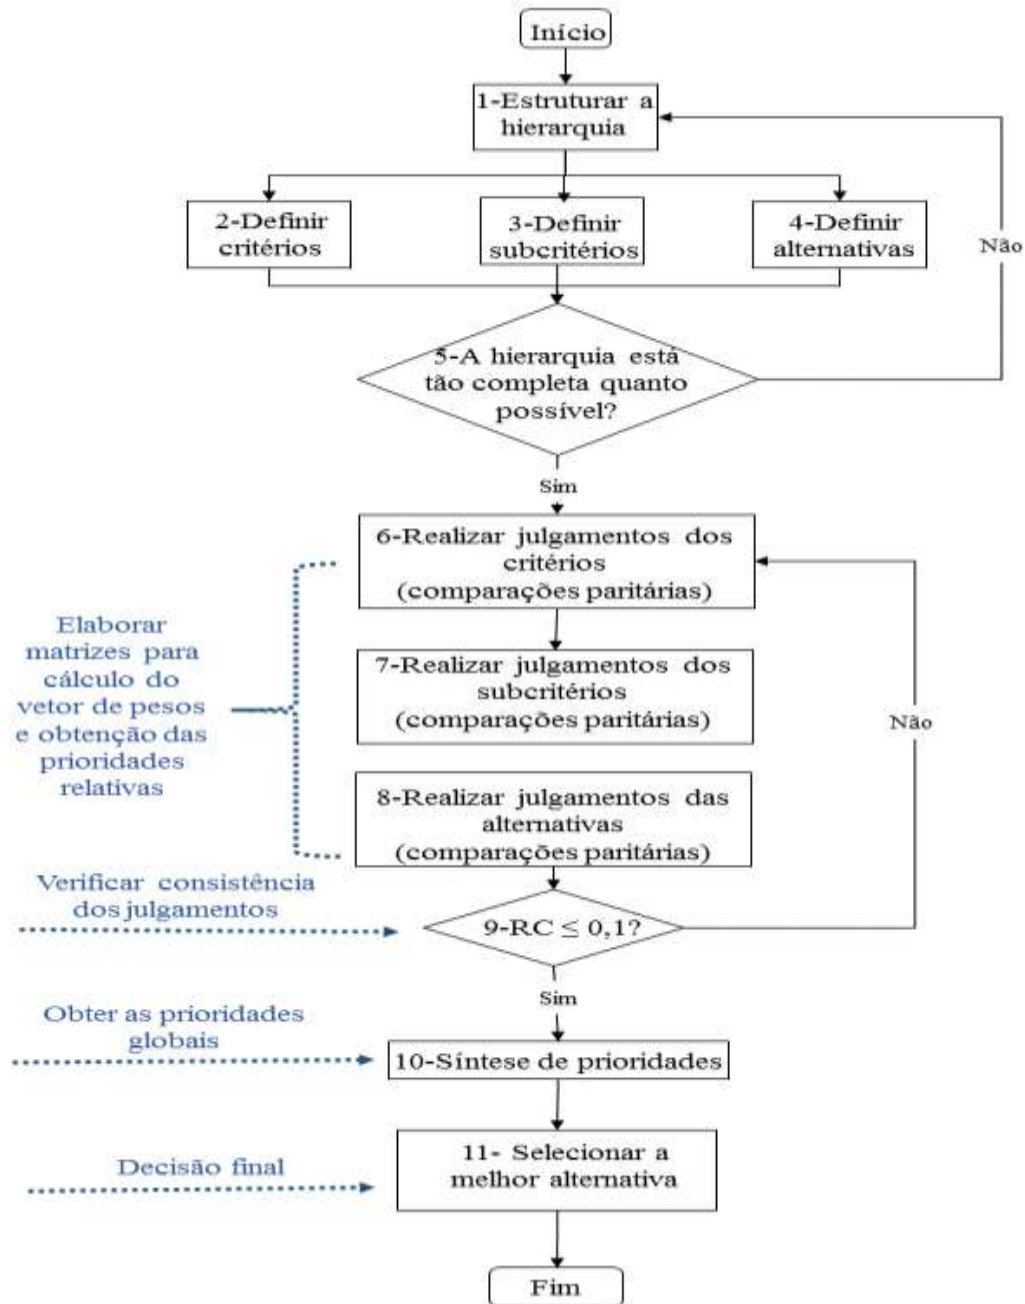 Início
1-Estruturar a
hierarquia
2-Definir
critérios
3-Definir
subcritérios
4-Definir
alternativas
Não
5-A hierarquia está
tão completa quanto
possível?
Sim
6-Realizar julgamentos dos
critérios
(comparações paritárias)
Elaborar
matrizes para
cálculo do
vetor de pesos
e obtenção das
prioridades
relativas
7-Realizar julgamentos dos
subcritérios
(comparações paritárias)
Não
8-Realizar julgamentos das
alternativas
(comparações paritárias)
Verificar consistência
dos julgamentos
9-RC ≤ 0,1?
Sim
Obter as prioridades
globais
10-Síntese de prioridades
Decisão final
11- Selecionar a
melhor alternativa
Fim